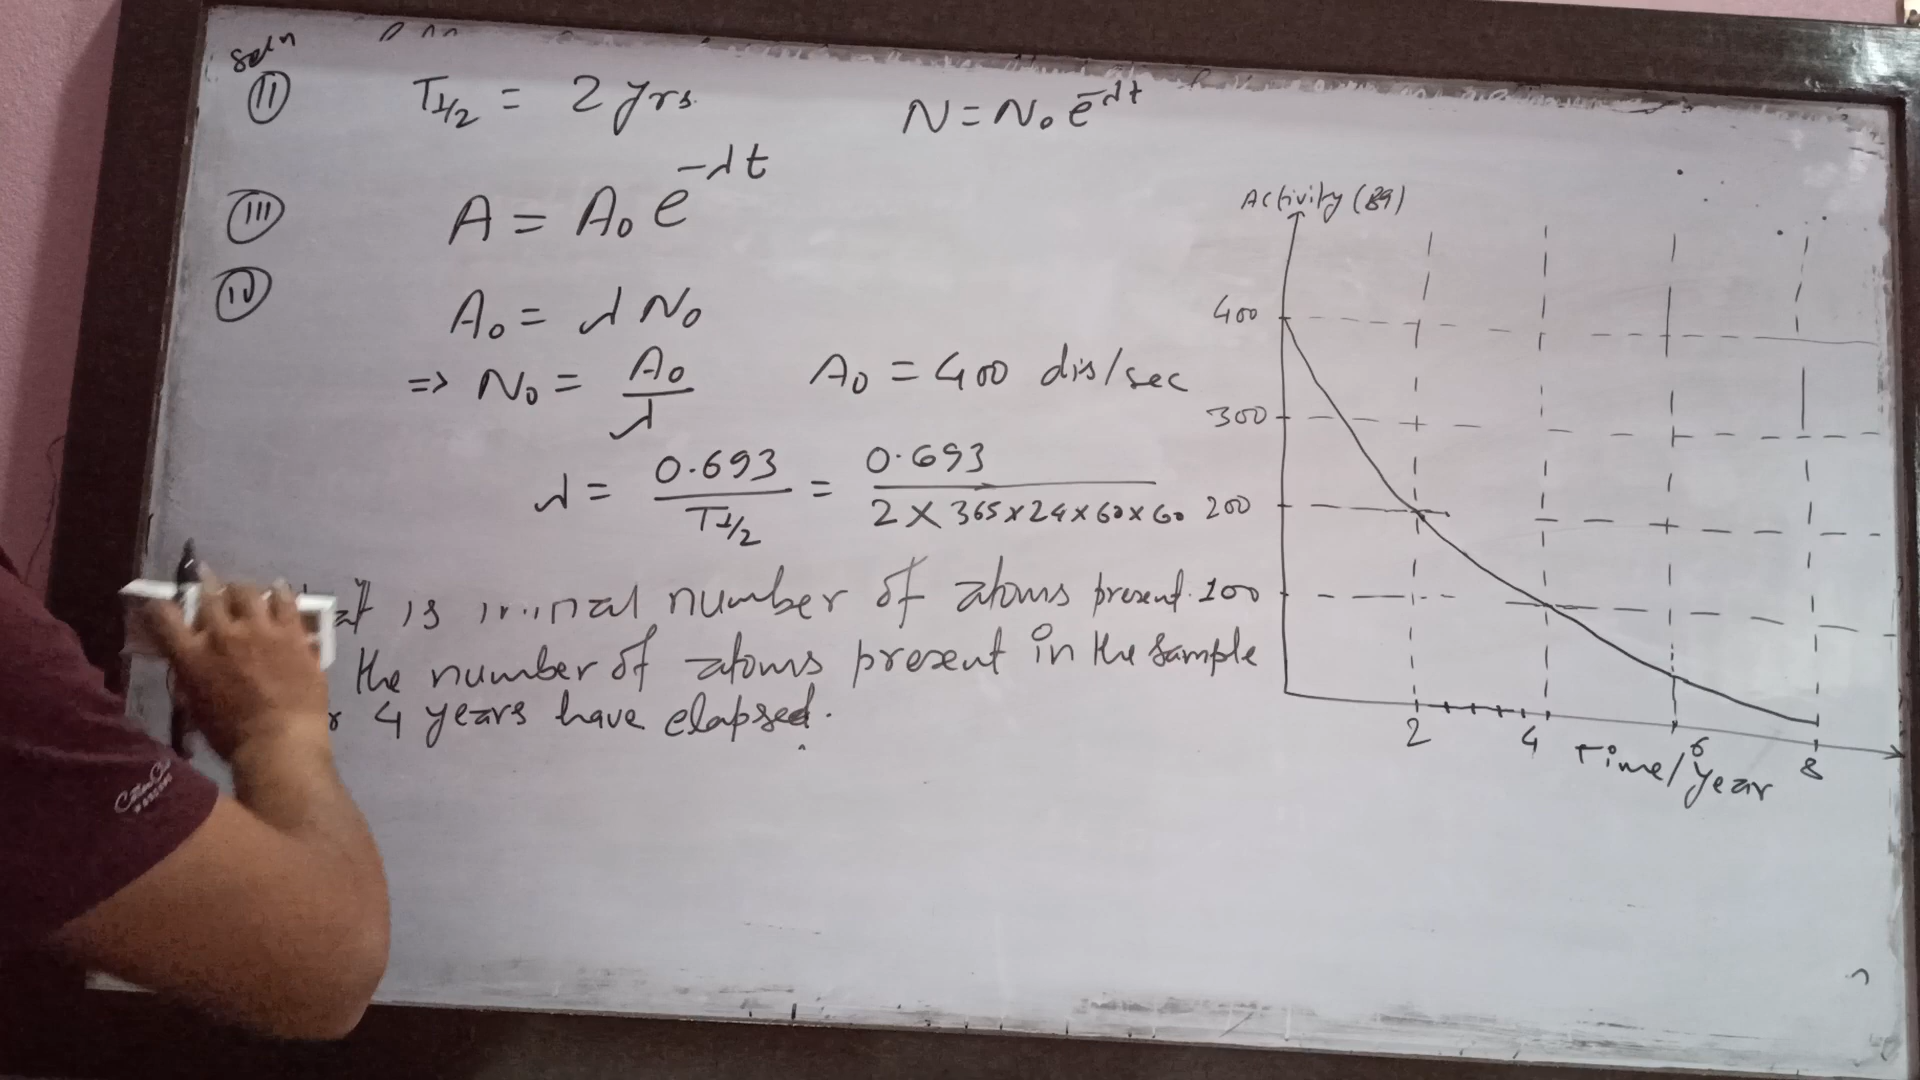 Solⁿ
(ii) T½ = 2 yrs. N = N₀ e^-λt
(iii) A = A₀ e^-λt
(iv) A₀ = λ N₀
=> N₀ = A₀/λ A₀ = 400 dis/sec
λ = 0.693/T½ = 0.693/(2 X 365 x 24 x 60 x 60)
is number of atoms present.
the number of atoms present in the sample
4 years have elapsed.
Activity (Bq)
400
300
200
100
2 4 6 8
Time/year